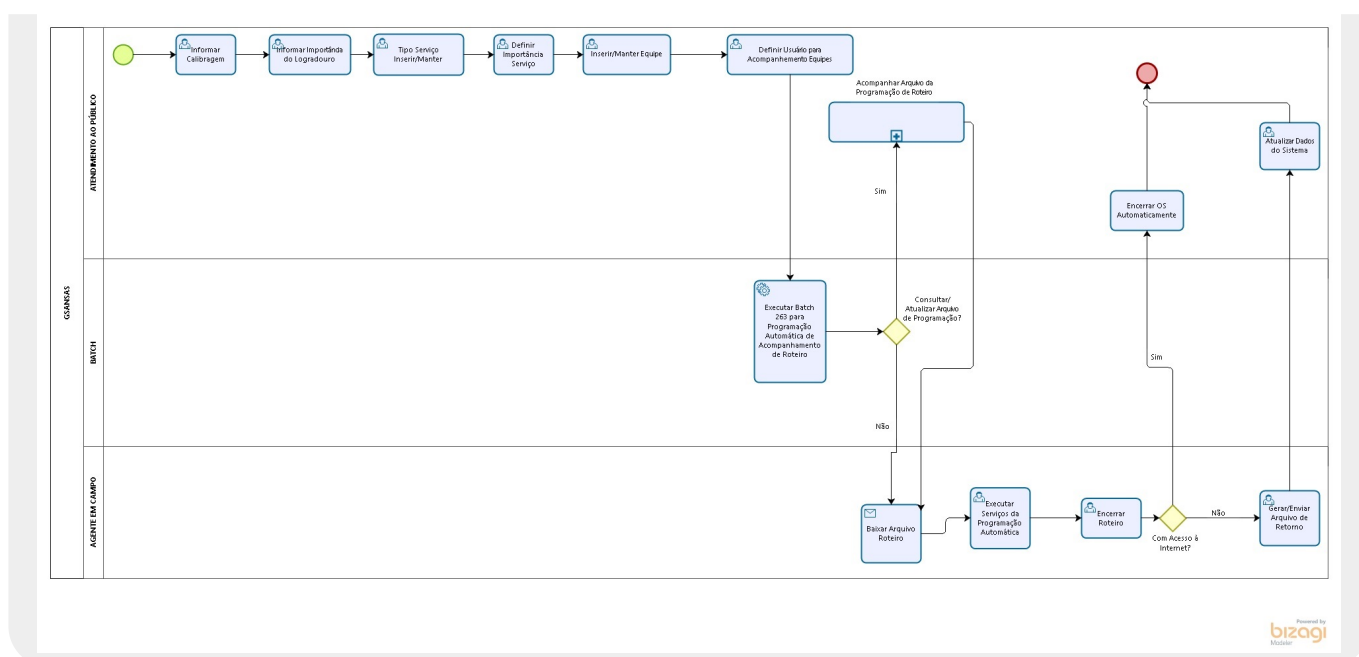 GSANSAS
ATENDIMENTO AO PÚBLICO
Informar
Calibragem
Informar Importânda
do Logradouro
Tipo Serviço
Inserir/Manter
Definir
Importância
Serviço
Inserir/Manter Equipe
Definir Usuário para
Acompanhemento Equipes
Acompanhar Arquivo da
Programação de Roteiro
Sim
Encerrar OS
Automaticamente
Atualizar Dados
do Sistema
BATCH
Executar Batch
263 para
Programação
Automática de
Acompanhamento
de Roteiro
Consultar/
Atualizar Arquivo
de Programação?
Não
Sim
AGENTE EM CAMPO
Baixar Arquivo
Roteiro
Executar
Serviços da
Programação
Automática
Encerrar
Roteiro
Com Acesso á
Internet?
Não
Gerar/Enviar
Arquivo de
Retorno
Powered by
bizagi
Modeler